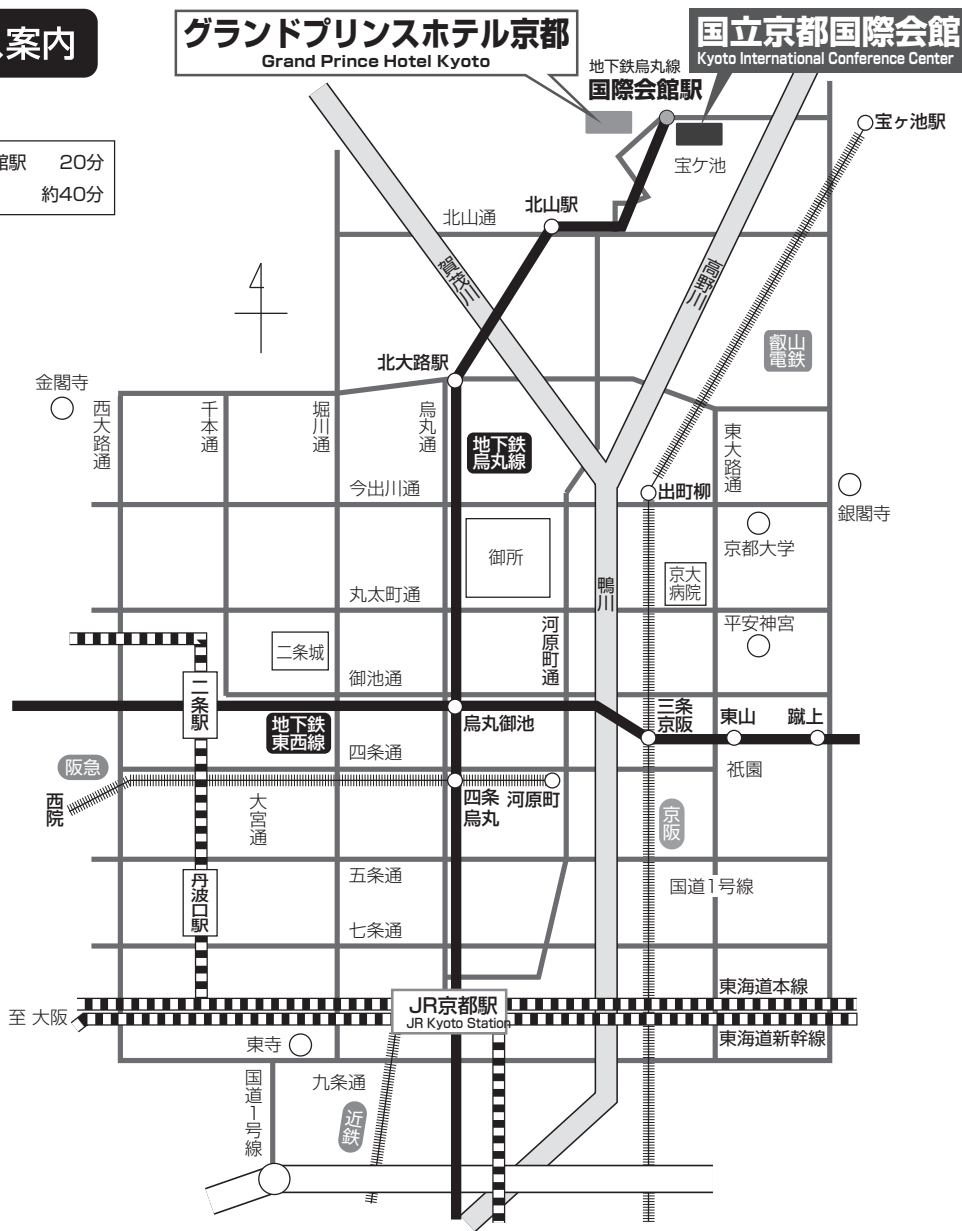 案内
グランドプリンスホテル京都
Grand Prince Hotel Kyoto
国立京都国際会館
Kyoto International Conference Center
地下鉄烏丸線
国際会館駅
宝ヶ池駅
館駅 20分
約40分
宝ケ池
北山駅
北山通
賀茂川
高野川
叡山
電鉄
北大路駅
金閣寺
西大路通
千本通
堀川通
烏丸通
地下鉄
烏丸線
東大路通
今出川通
出町柳
銀閣寺
京都大学
御所
京大
病院
丸太町通
鴨川
河原町通
平安神宮
二条城
御池通
二条駅
地下鉄
東西線
烏丸御池
三条
京阪
東山
蹴上
四条通
祇園
阪急
西院
大宮通
四条
烏丸
河原町
京阪
五条通
国道1号線
丹波口駅
七条通
東海道本線
JR京都駅
JR Kyoto Station
至 大阪
東海道新幹線
東寺
国道1号線
九条通
近鉄